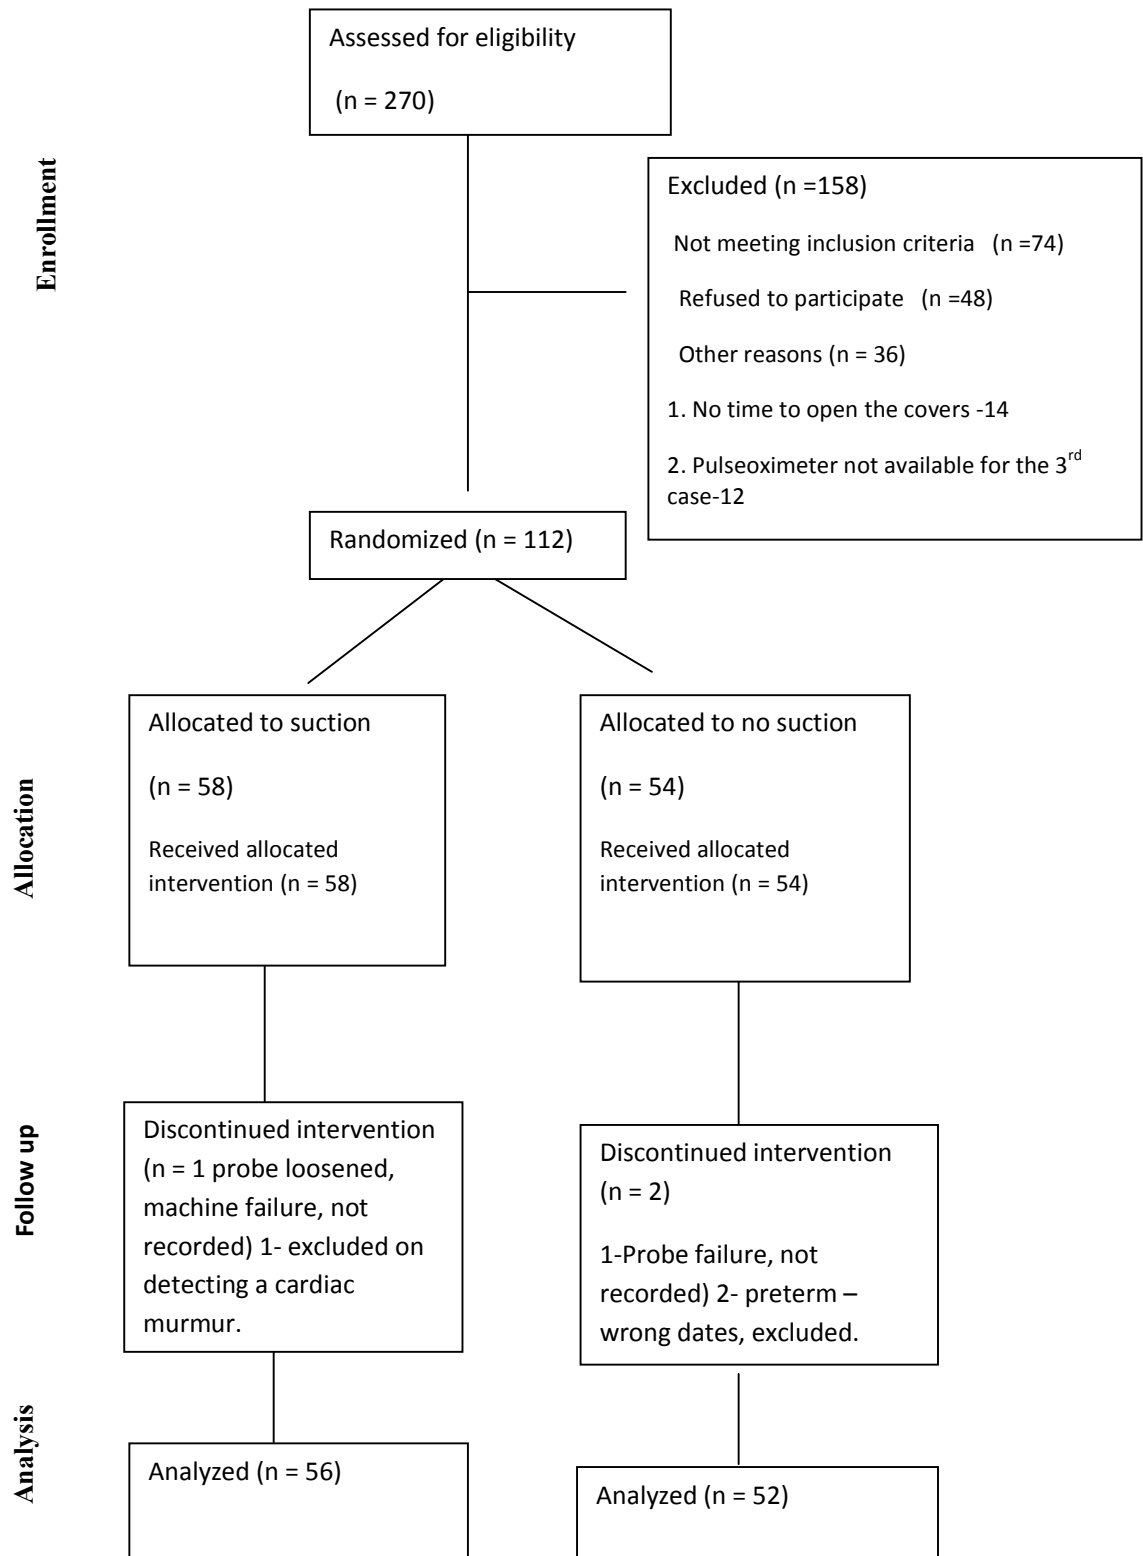 Assessed for eligibility
(n = 270)
Enrollment
Excluded (n =158)
Not meeting inclusion criteria (n =74)
Refused to participate (n =48)
Other reasons (n = 36)
1. No time to open the covers -14
2. Pulseoximeter not available for the 3rd
case-12
Randomized (n = 112)
Allocation
Allocated to suction
(n = 58)
Received allocated
intervention (n = 58)
Allocated to no suction
(n = 54)
Received allocated
intervention (n = 54)
Follow up
Discontinued intervention
(n = 1 probe loosened,
machine failure, not
recorded) 1- excluded on
detecting a cardiac
murmur.
Discontinued intervention
(n = 2)
1-Probe failure, not
recorded) 2- preterm –
wrong dates, excluded.
Analysis
Analyzed (n = 56)
Analyzed (n = 52)